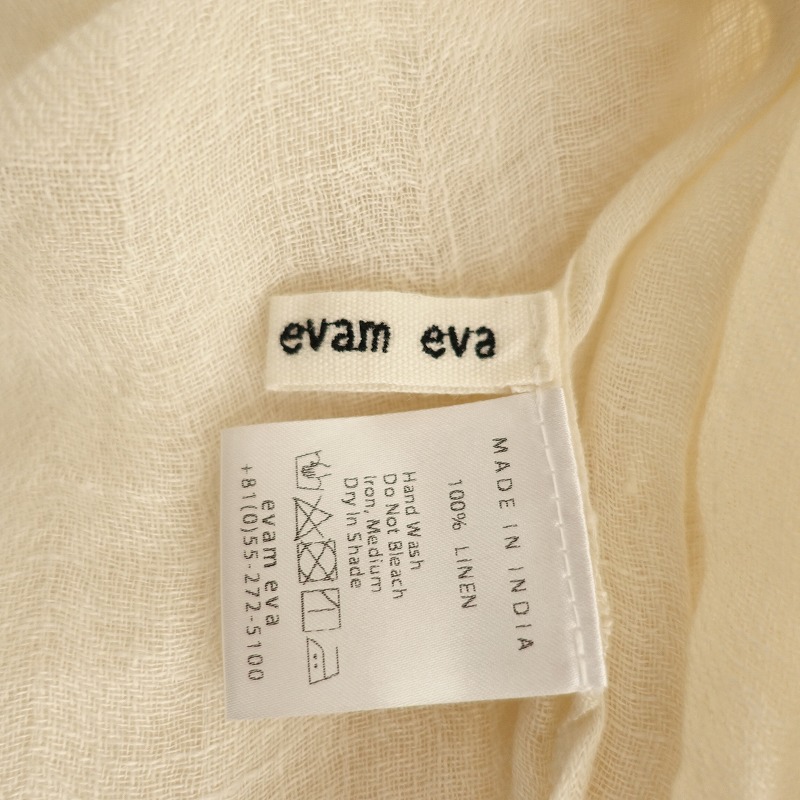 evam eva
MADE IN INDIA
100% LINEN
Hand Wash
Do Not Bleach
Iron, Medium
Dry In Shade
evam eva
+81(0)55-272-5100